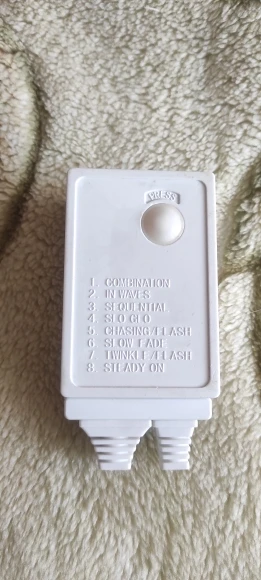 PRESS
1. COMBINATION
2. IN WAVES
3. SEQUENTIAL
4. SLO GLO
5. CHASING/FLASH
6. SLOW FADE
7. TWINKLE/FLASH
8. STEADY ON